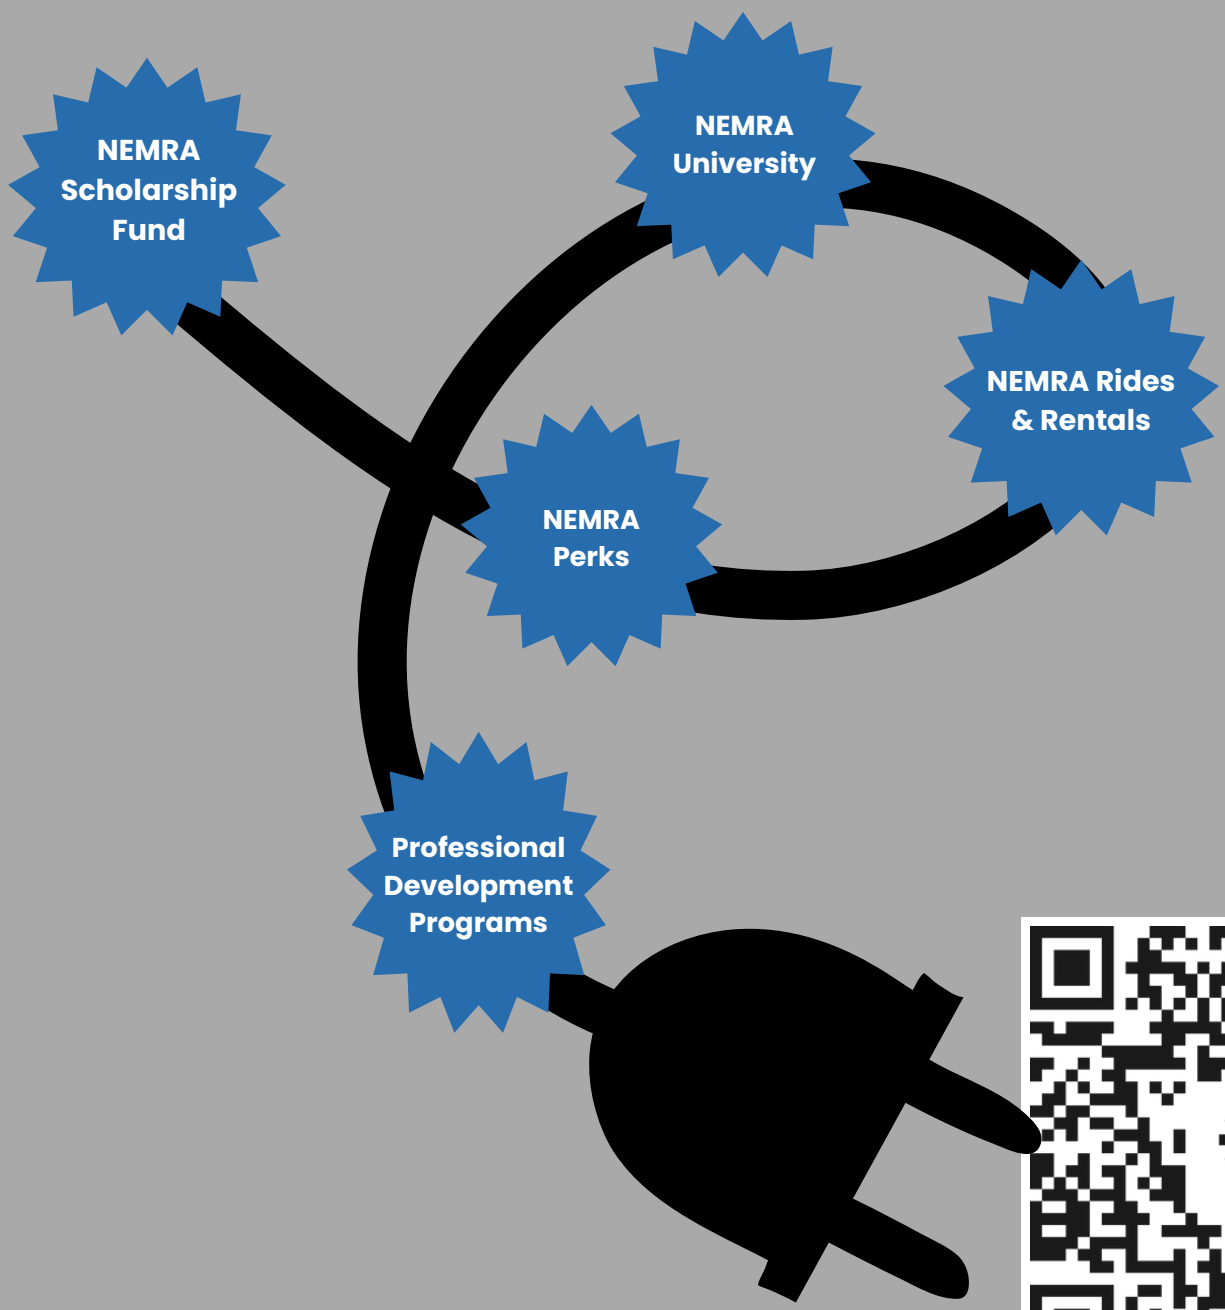 NEMRA
Scholarship
Fund
NEMRA
University
NEMRA Rides
& Rentals
NEMRA
Perks
Professional
Development
Programs